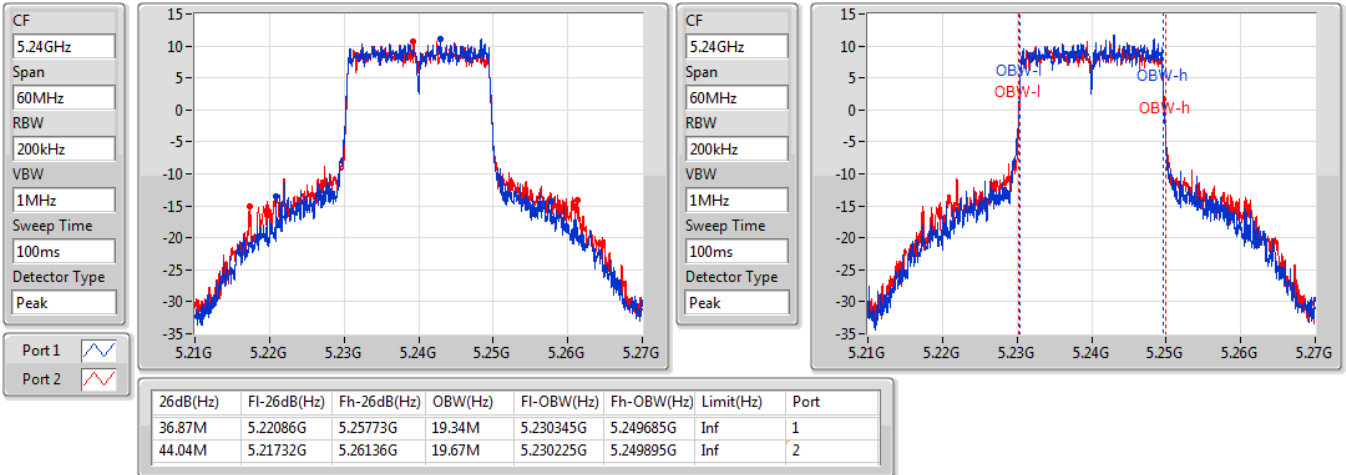 CF
5.24GHz
Span
60MHz
RBW
200kHz
VBW
1MHz
Sweep Time
100ms
Detector Type
Peak
Port 1
Port 2
15
10
5
0
-5
-10
-15
-20
-25
-30
-35
5.21G 5.22G 5.23G 5.24G 5.25G 5.26G 5.27G
CF
5.24GHz
Span
60MHz
RBW
200kHz
VBW
1MHz
Sweep Time
100ms
Detector Type
Peak
15
10
5
0
-5
-10
-15
-20
-25
-30
-35
OBW-l OBW-h
OBW-l OBW-h
5.21G 5.22G 5.23G 5.24G 5.25G 5.26G 5.27G
26dB(Hz) Fl-26dB(Hz) Fh-26dB(Hz) OBW(Hz) Fl-OBW(Hz) Fh-OBW(Hz) Limit(Hz) Port
36.87M 5.22086G 5.25773G 19.34M 5.230345G 5.249685G Inf 1
44.04M 5.21732G 5.26136G 19.67M 5.230225G 5.249895G Inf 2